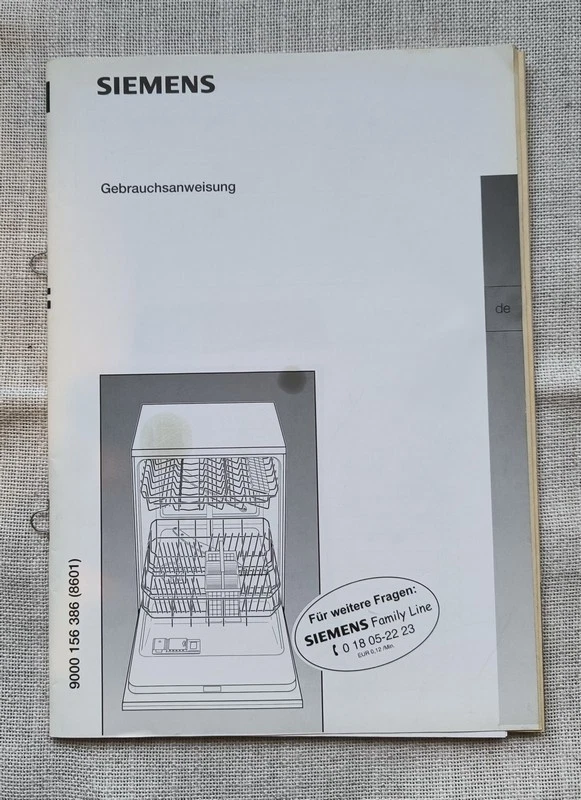 SIEMENS
Gebrauchsanweisung
de
Für weitere Fragen:
SIEMENS Family Line
0 18 05-22 23
EUR 0,12 /Min.
9000 156 386 (8601)